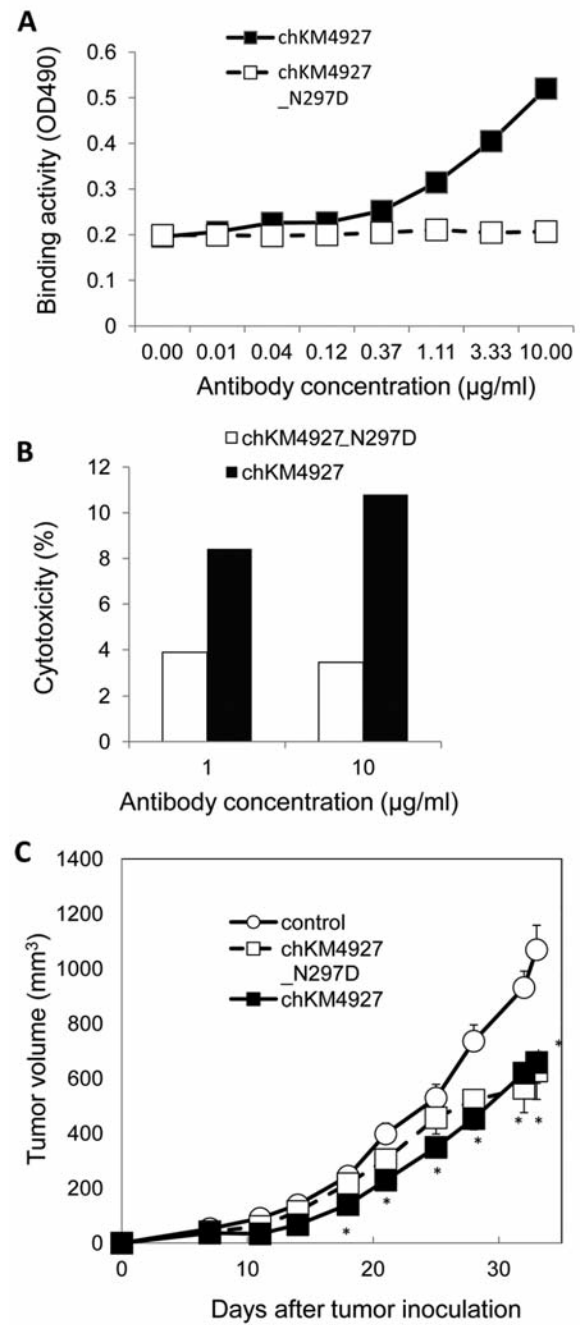 A
chKM4927
chKM4927
_N297D
Binding activity (OD490)
0.6
0.5
0.4
0.3
0.2
0.1
0
0.00 0.01 0.04 0.12 0.37 1.11 3.33 10.00
Antibody concentration (µg/ml)
B
chKM4927_N297D
chKM4927
Cytotoxicity (%)
12
10
8
6
4
2
0
1 10
Antibody concentration (µg/ml)
C
control
chKM4927
_N297D
chKM4927
Tumor volume (mm³)
1400
1200
1000
800
600
400
200
0
* * * * * * *
0 10 20 30
Days after tumor inoculation